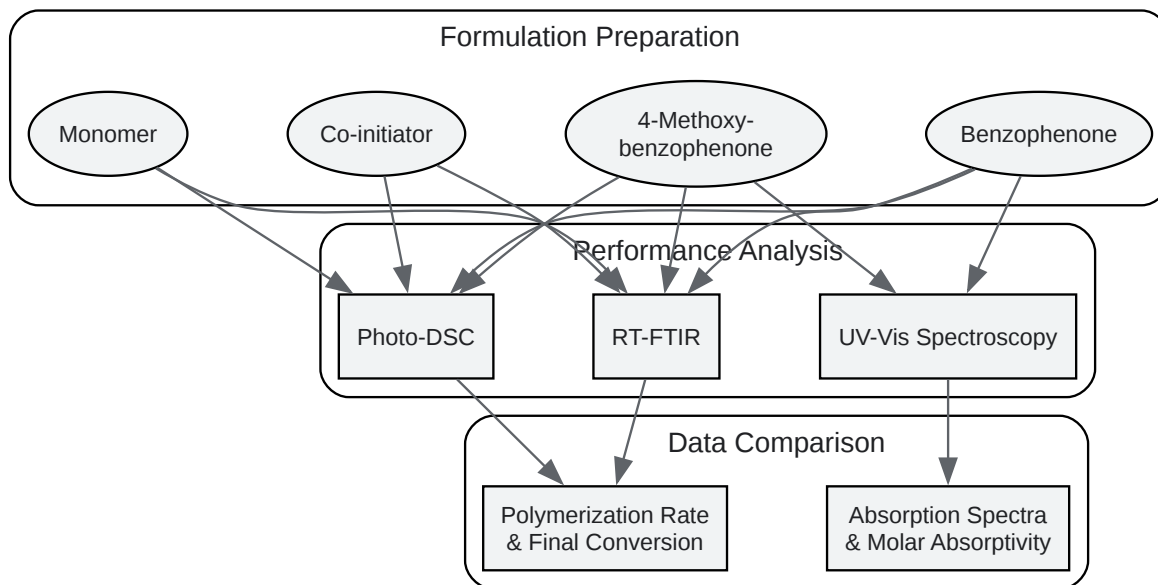 Formulation Preparation
Monomer
Co-initiator
4-Methoxy-
benzophenone
Benzophenone
Performance Analysis
Photo-DSC
RT-FTIR
UV-Vis Spectroscopy
Data Comparison
Polymerization Rate
& Final Conversion
Absorption Spectra
& Molar Absorptivity